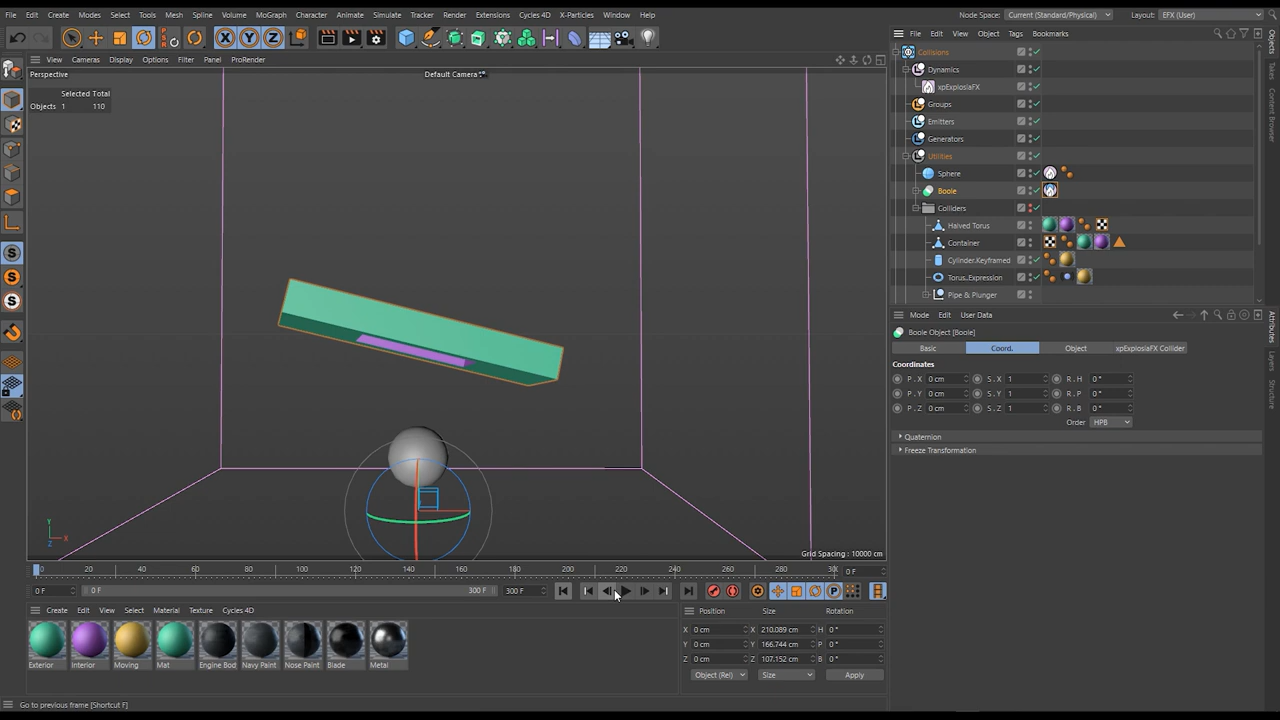 File Edit Create Modes Select Tools Mesh Spline Volume MoGraph Character Animate Simulate Tracker Render Extensions Cycles 4D X-Particles Window Help Node Space: Current (Standard/Physical) Layout: EFX (User)
View Cameras Display Options Filter Panel ProRender
File Edit View Object Tags Bookmarks
Perspective Default Camera
Selected Total
Objects 1 110
Collisions
Dynamics
xpExplosiaFX
Groups
Emitters
Generators
Utilities
Sphere
Boole
Colliders
Halved Torus
Container
Cylinder.Keyframed
Torus_Expression
Pipe & Plunger
Objects
Takes
Content Browser
Attributes
Layers
Structure
Mode Edit User Data
Boole Object [Boole]
Basic Coord. Object xpExplosiaFX Collider
Coordinates
P . X 0 cm S . X 1 R . H 0 °
P . Y 0 cm S . Y 1 R . P 0 °
P . Z 0 cm S . Z 1 R . B 0 °
Order HPB
Quaternion
Freeze Transformation
Y
X
Z
Grid Spacing : 10000 cm
0 20 40 60 80 100 120 140 160 180 200 220 240 260 280 300 0 F
0 F 0 F 300 F 300 F
Create Edit View Select Material Texture Cycles 4D
Exterior Interior Moving Mat Engine Bod Navy Paint Nose Paint Blade Metal
Position Size Rotation
X 0 cm X 210.089 cm H 0 °
Y 0 cm Y 166.744 cm P 0 °
Z 0 cm Z 107.152 cm B 0 °
Object (Rel) Size Apply
Go to previous frame [Shortcut F]